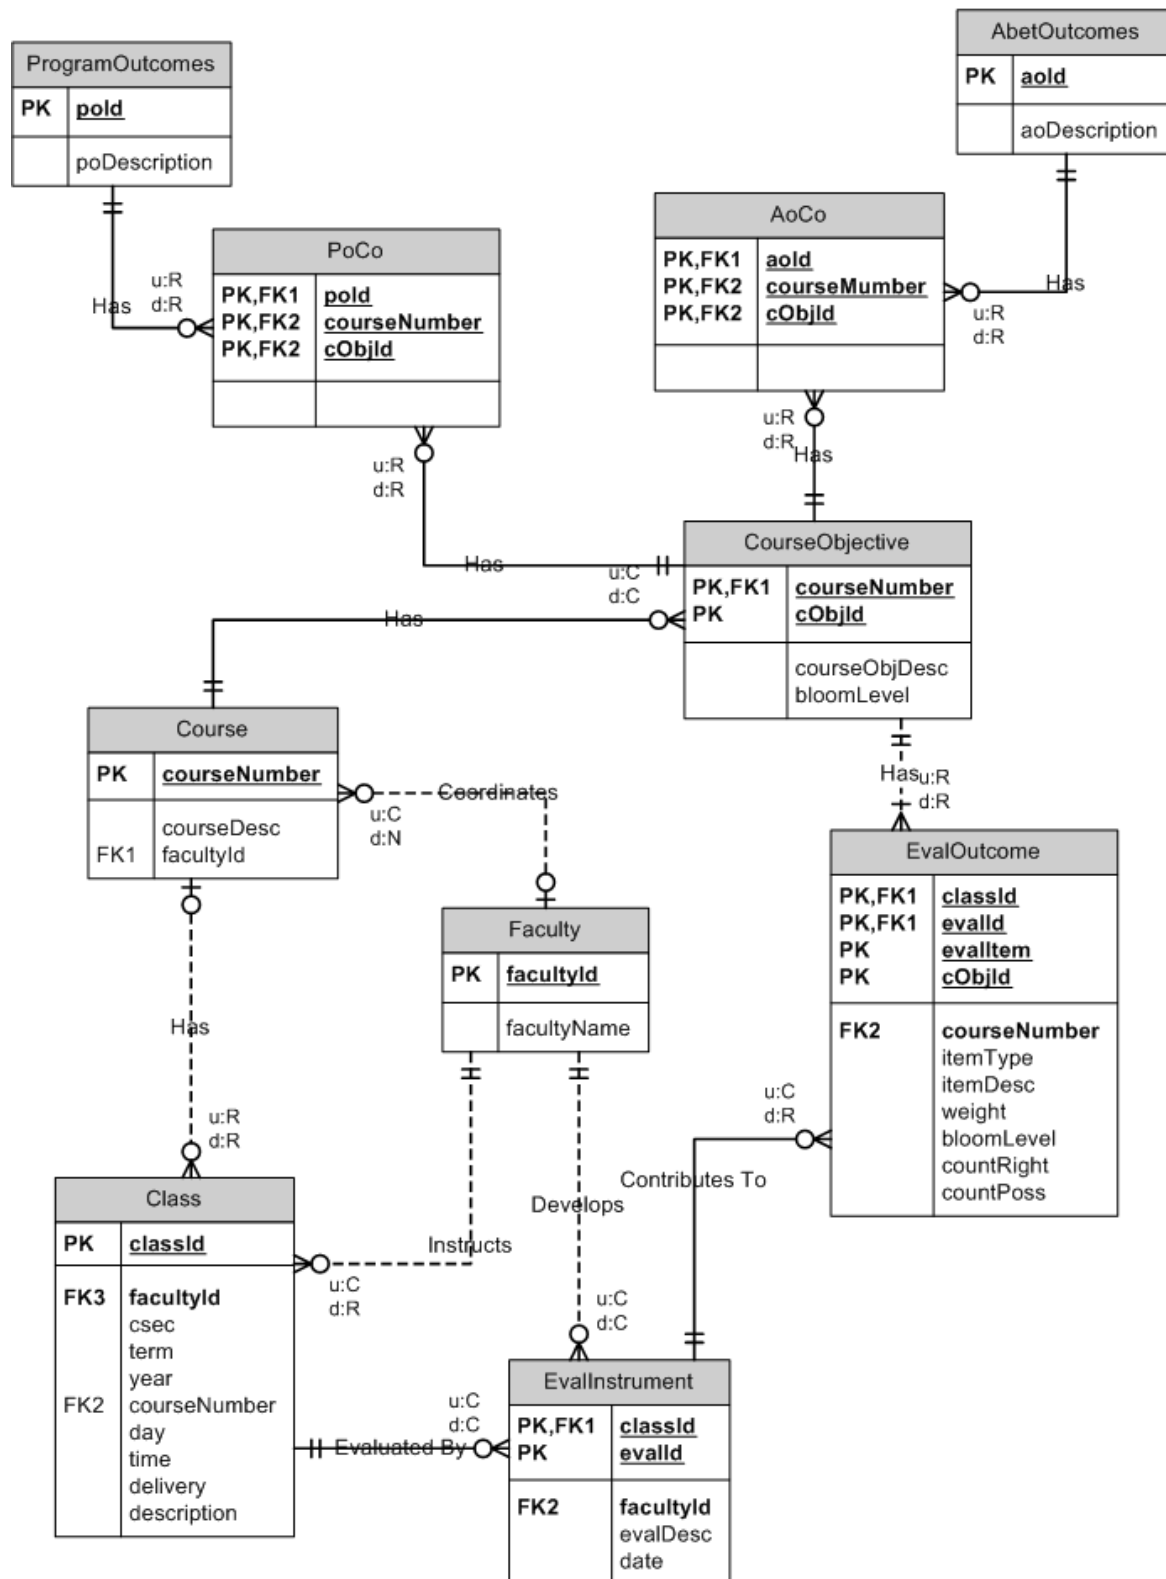 AbetOutcomes
PK aoId
aoDescription
ProgramOutcomes
PK poId
poDescription
Has
u:R
d:R
PoCo
PK,FK1 poId
PK,FK2 courseNumber
PK,FK2 cObjId
AoCo
PK,FK1 aoId
PK,FK2 courseMumber
PK,FK2 cObjId
Has
u:R
d:R
u:R
d:R
Has
u:R
d:R
Has
CourseObjective
PK,FK1 courseNumber
PK cObjId
courseObjDesc
bloomLevel
u:C
d:C
Has
Course
PK courseNumber
courseDesc
FK1 facultyId
Coordinates
u:C
d:N
Has
u:R
d:R
EvalOutcome
PK,FK1 classId
PK,FK1 evalId
PK evalItem
PK cObjId
FK2 courseNumber
itemType
itemDesc
weight
bloomLevel
countRight
countPoss
Faculty
PK facultyId
facultyName
Has
u:R
d:R
u:C
d:R
Contributes To
Develops
Instructs
u:C
d:R
u:C
d:C
Class
PK classId
FK3 facultyId
csec
term
year
FK2 courseNumber
day
time
delivery
description
u:C
d:C
Evaluated By
EvalInstrument
PK,FK1 classId
PK evalId
FK2 facultyId
evalDesc
date